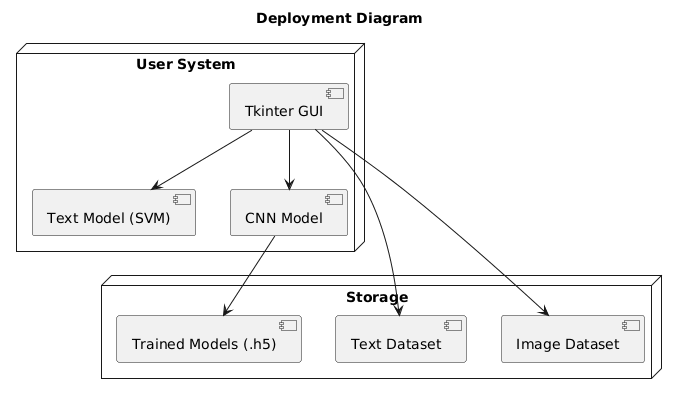 Deployment Diagram
User System
Tkinter GUI
Text Model (SVM)
CNN Model
Storage
Trained Models (.h5)
Text Dataset
Image Dataset